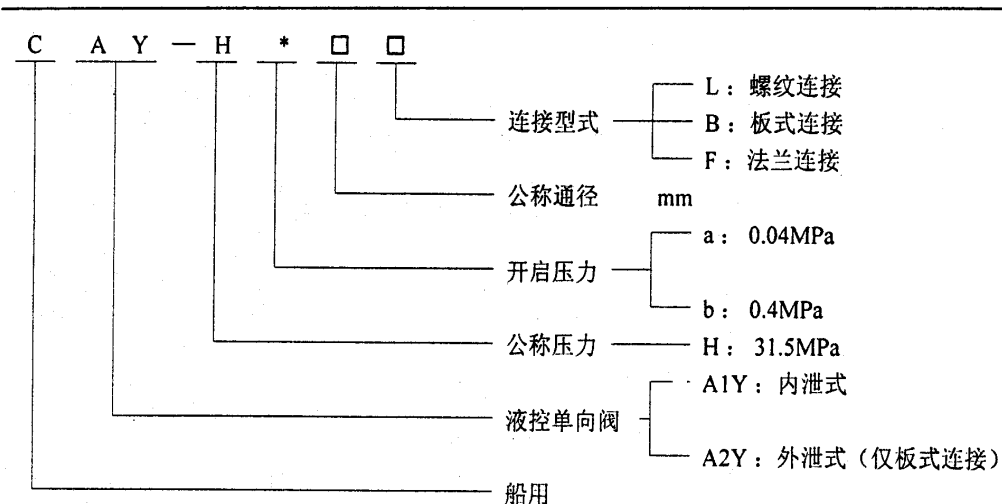 C A Y — H * □ □
L：螺纹连接
连接型式
B：板式连接
F：法兰连接
公称通径 mm
a：0.04MPa
开启压力
b：0.4MPa
公称压力 H：31.5MPa
A1Y：内泄式
液控单向阀
A2Y：外泄式（仅板式连接）
船用